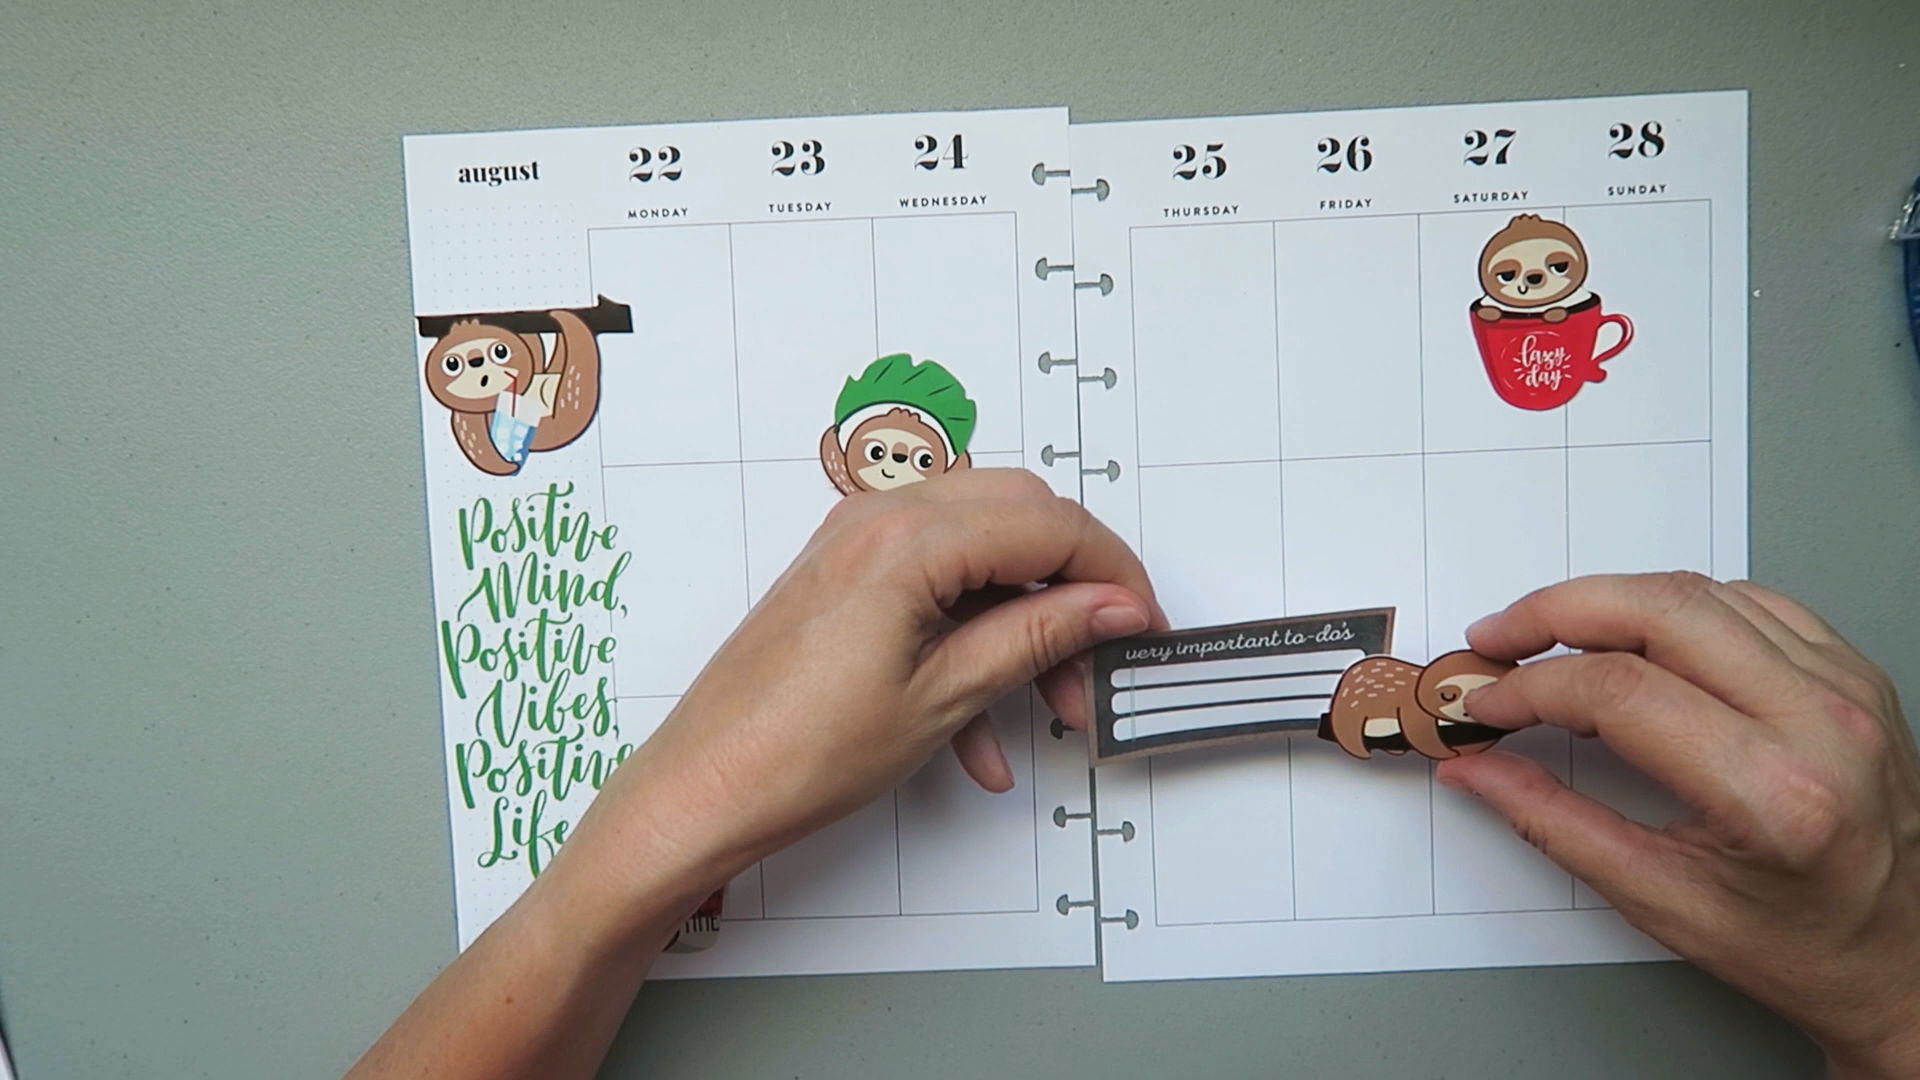 august
22
23
24
MONDAY
TUESDAY
WEDNESDAY
25
26
27
28
THURSDAY
FRIDAY
SATURDAY
SUNDAY
lazy
day
Positive
Mind,
Positive
Vibes,
Positive
Life
very important to-do's